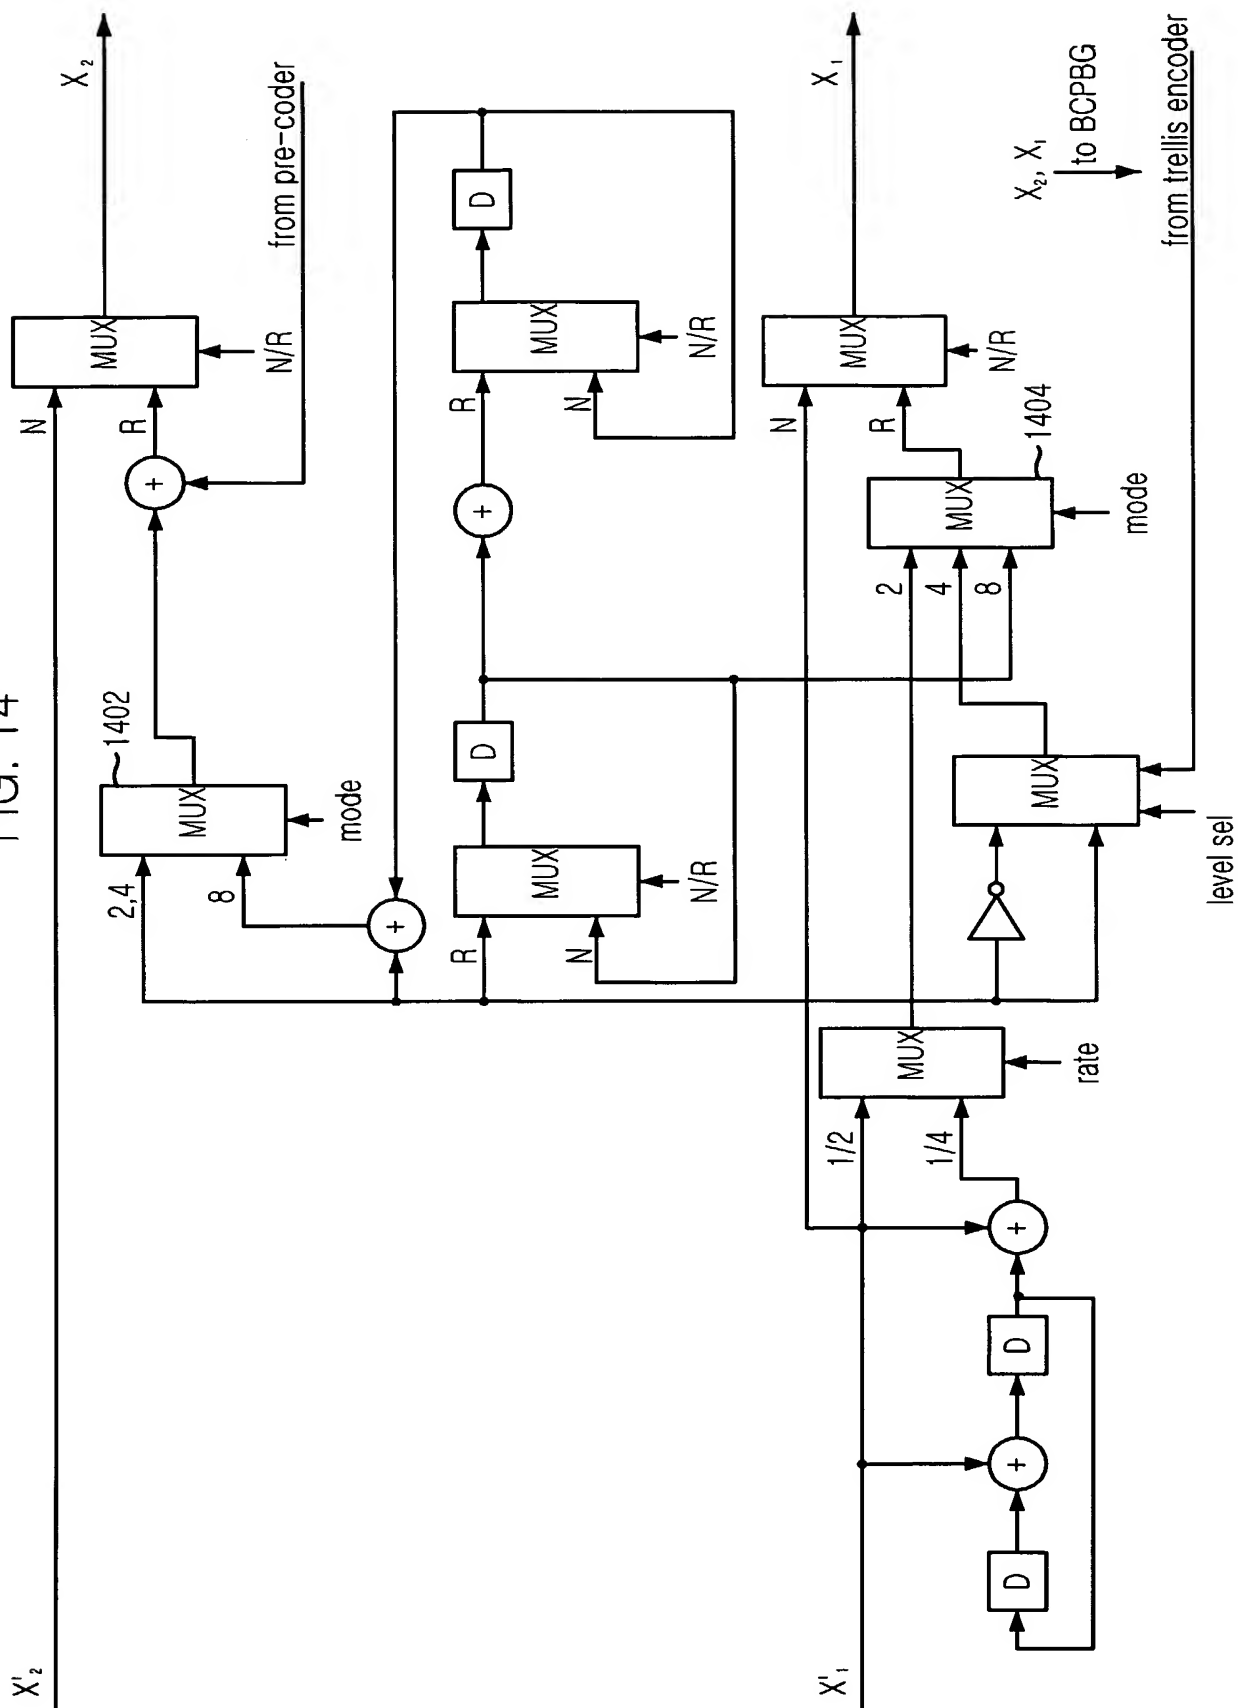 FIG. 14
X'₂
N
MUX
X₂
2,4
8
MUX
1402
mode
R
N/R
from pre-coder
R
N
MUX
N/R
D
R
N
MUX
N/R
D
+
+
+
X'₁
N
MUX
X₁
R
N/R
1/2
1/4
MUX
rate
2
4
8
MUX
1404
mode
D
+
D
+
MUX
level sel
X₂, X₁
to BCPBG
from trellis encoder